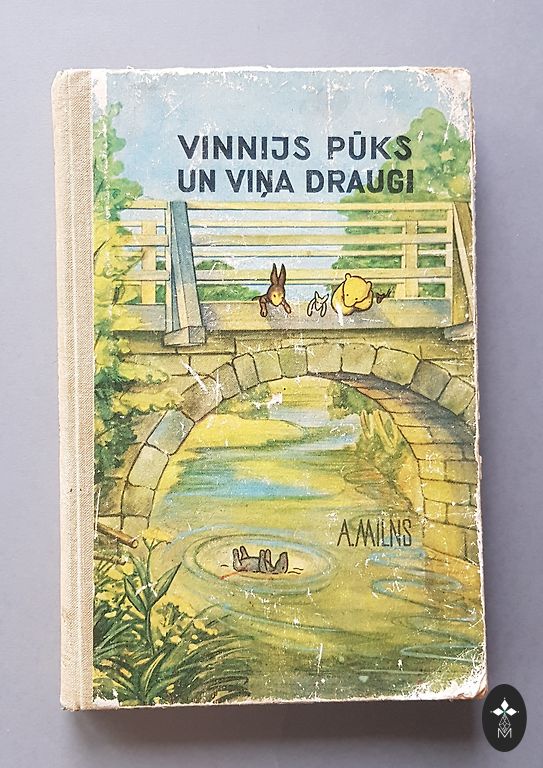 VINNIJS PŪKS
UN VIŅA DRAUGI
A. MILNS